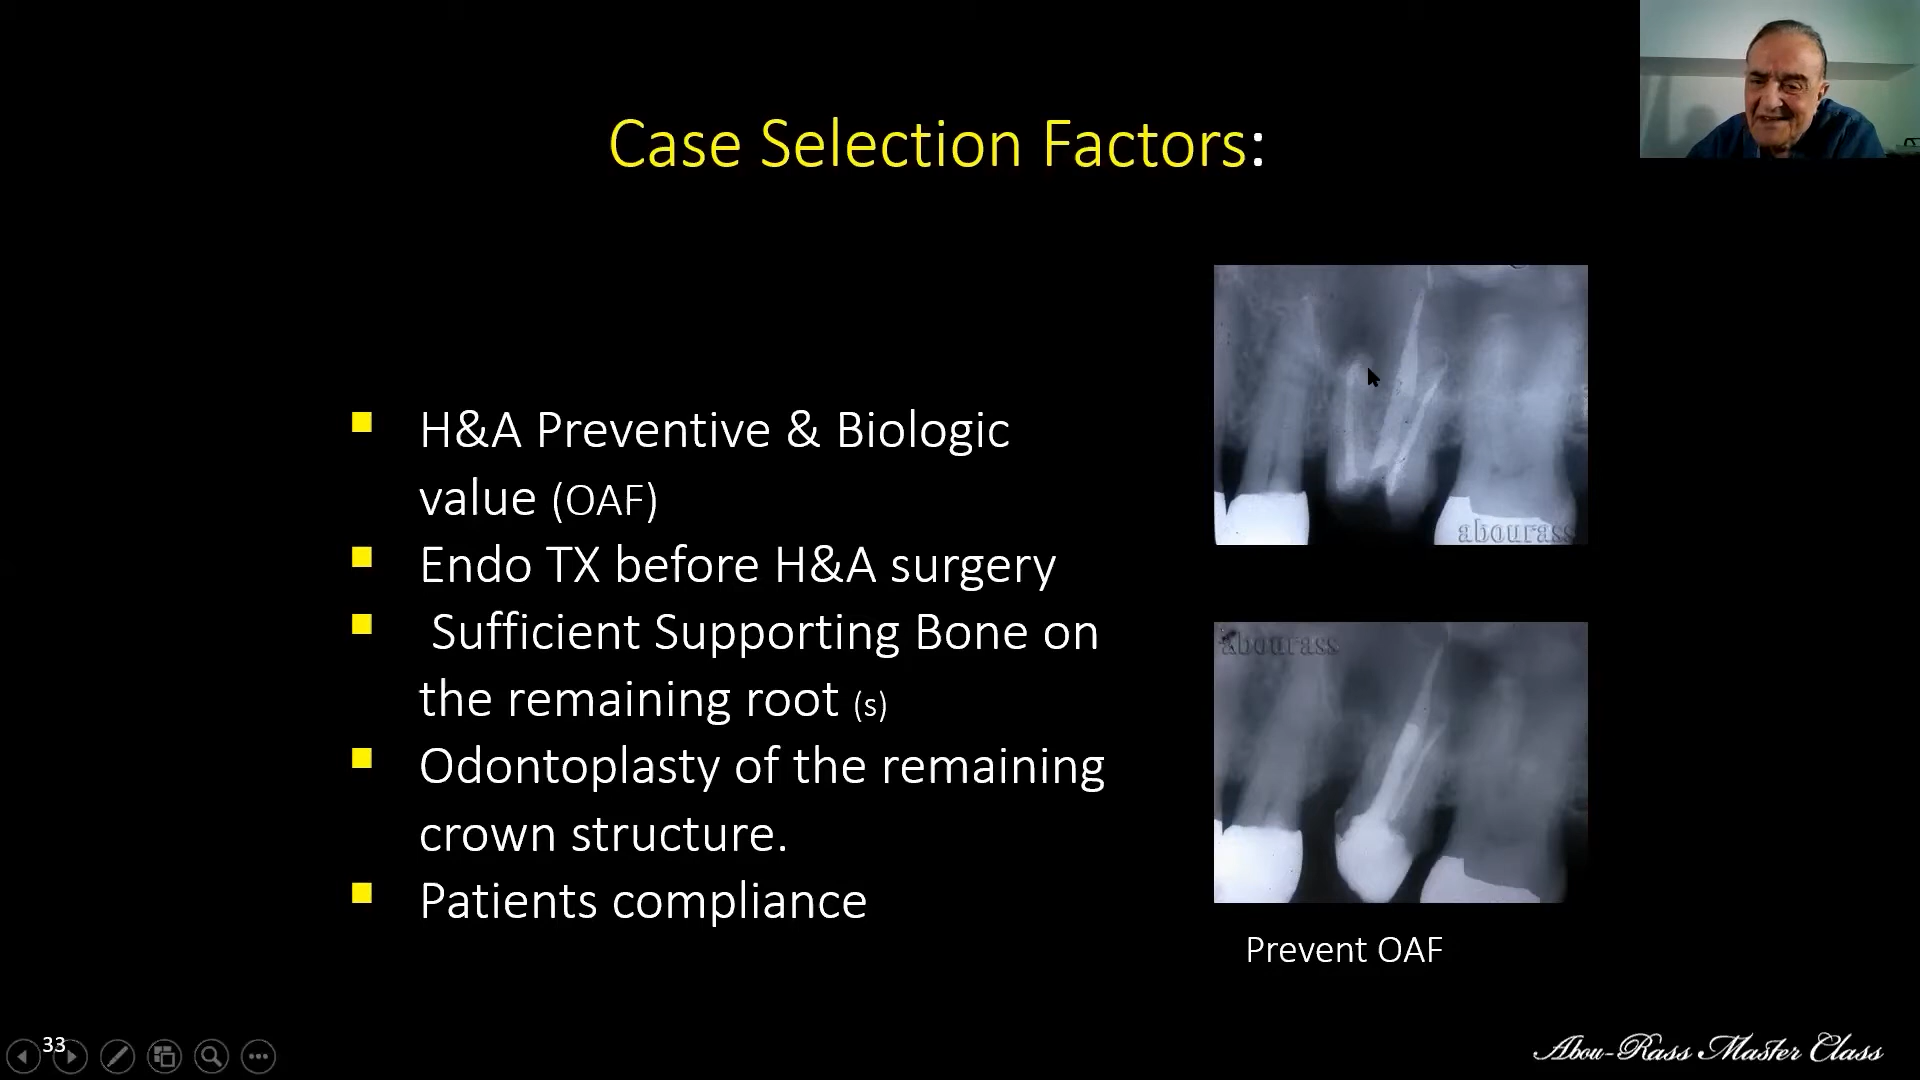 Case Selection Factors:
H&A Preventive & Biologic
value (OAF)
Endo TX before H&A surgery
Sufficient Supporting Bone on
the remaining root (s)
Odontoplasty of the remaining
crown structure.
Patients compliance
abourass
abourass
Prevent OAF
33
Abou-Rass Master Class